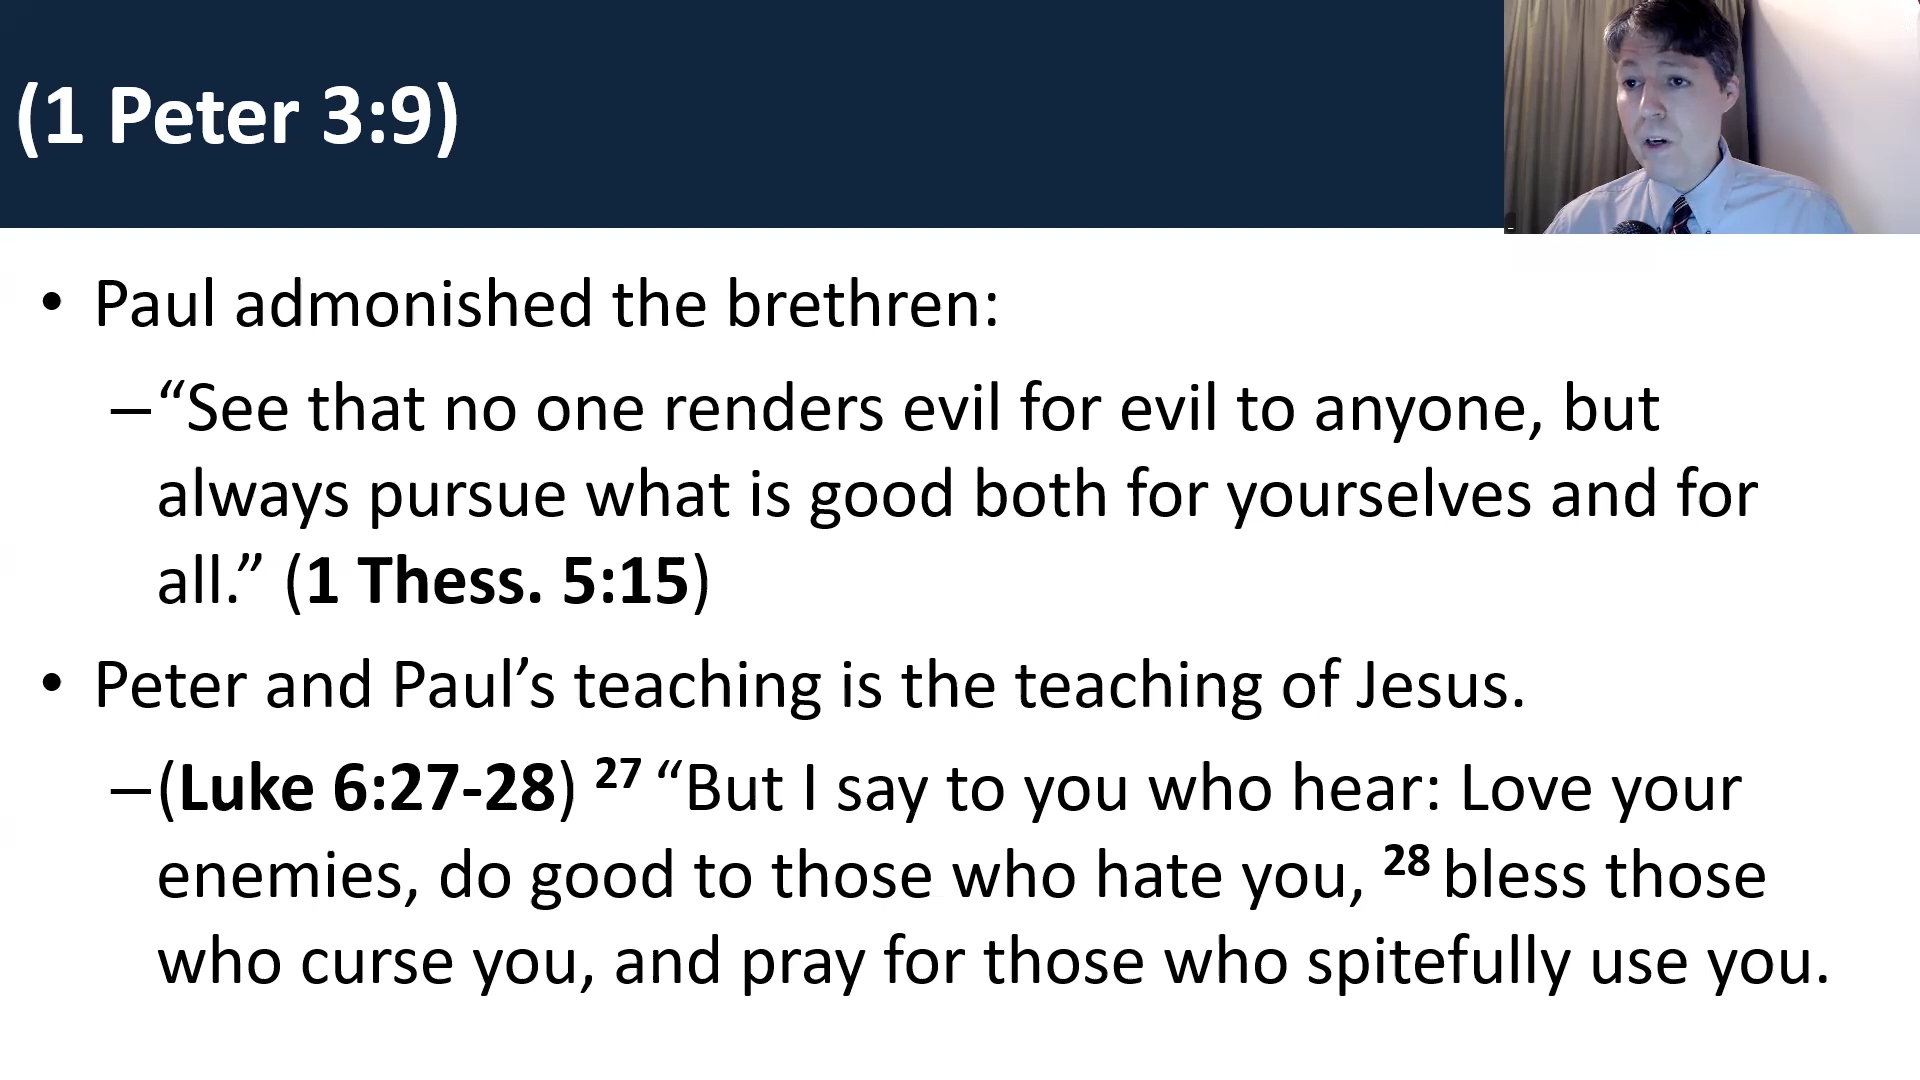 (1 Peter 3:9)
• Paul admonished the brethren:
–“See that no one renders evil for evil to anyone, but
always pursue what is good both for yourselves and for
all.” (1 Thess. 5:15)
• Peter and Paul’s teaching is the teaching of Jesus.
–(Luke 6:27-28) 27 “But I say to you who hear: Love your
enemies, do good to those who hate you, 28 bless those
who curse you, and pray for those who spitefully use you.